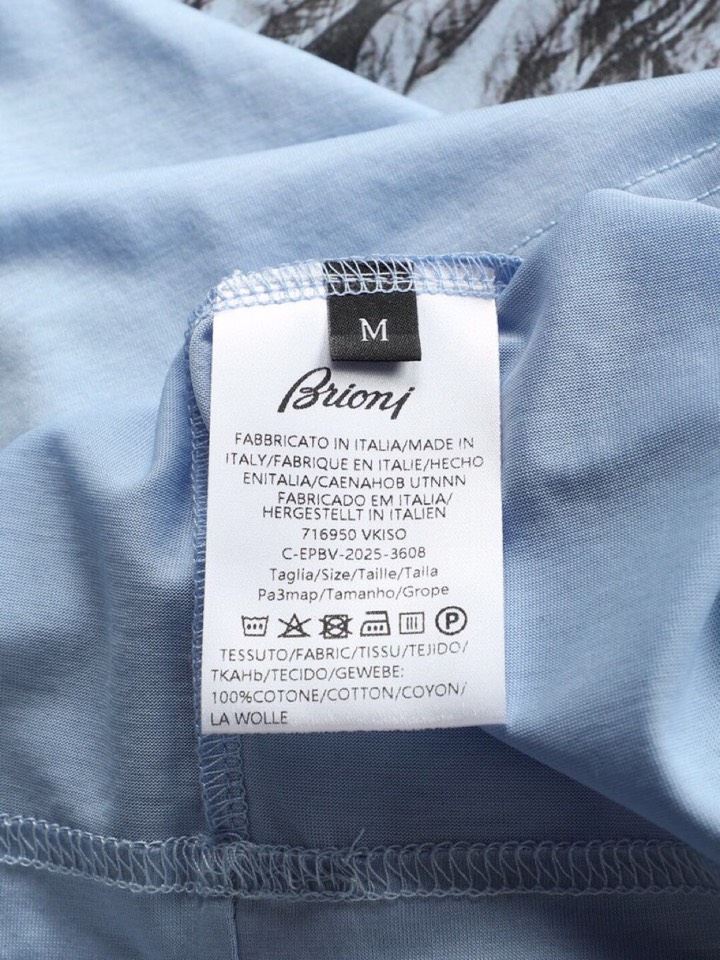 M
Brioni
FABBRICATO IN ITALIA/MADE IN
ITALY/FABRIQUE EN ITALIE/HECHO
ENITALIA/CAENAHOB UTNNN
FABRICADO EM ITALIA/
HERGESTELLT IN ITALIEN
716950 VKISO
C-EPBV-2025-3608
Taglia/Size/Taille/Talla
Pa3map/Tamanho/Grope
P
TESSUTO/FABRIC/TISSU/TEJIDO/
TKAHb/TECIDO/GEWEBE:
100%COTONE/COTTON/COYON/
LA WOLLE